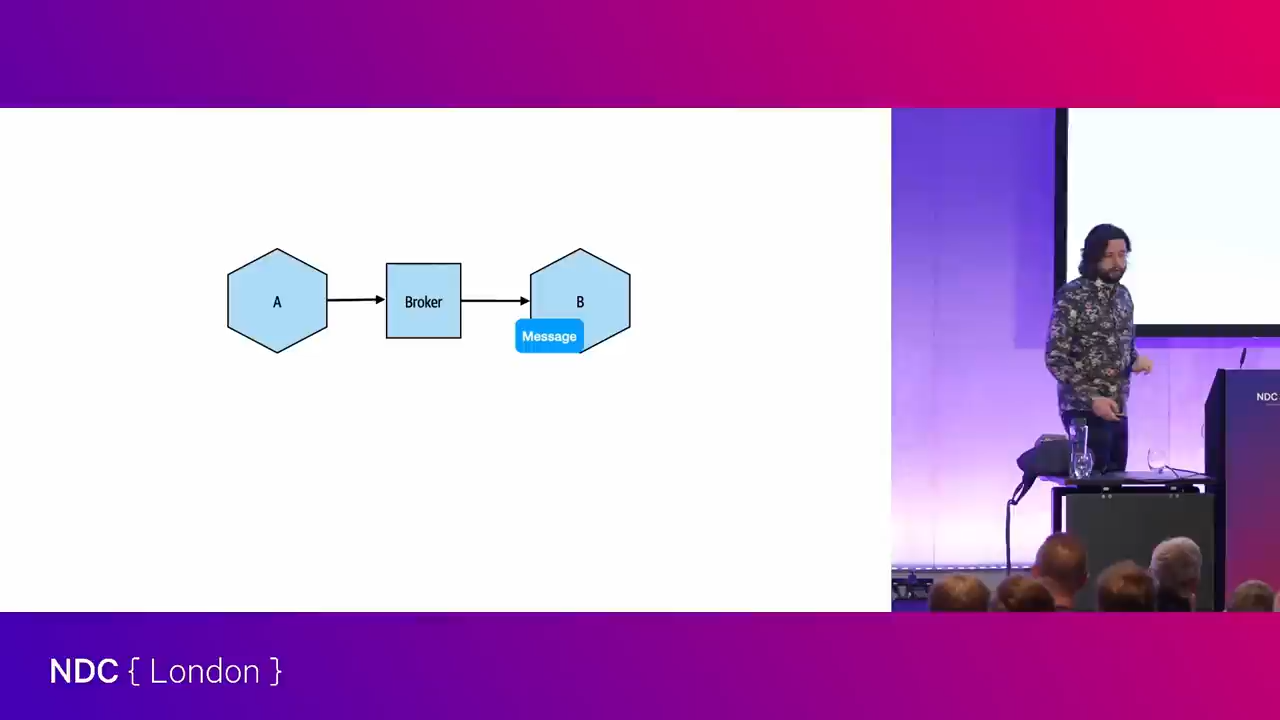 A
Broker
B
Message
NDC
NDC { London }